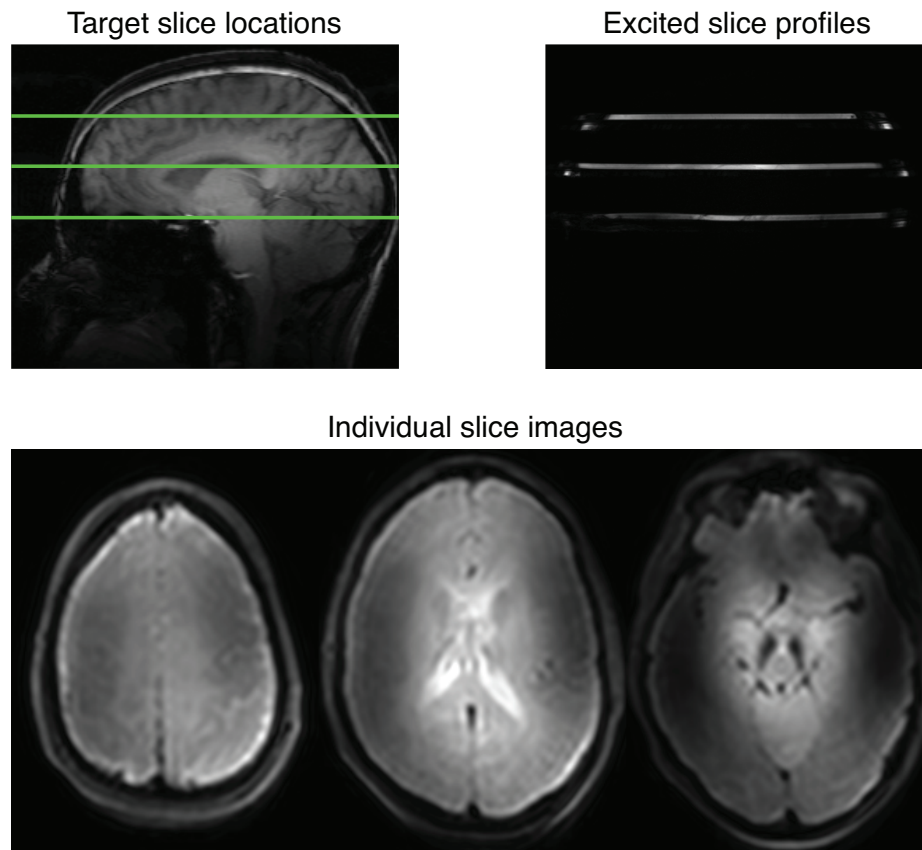 Target slice locations
Excited slice profiles
Individual slice images